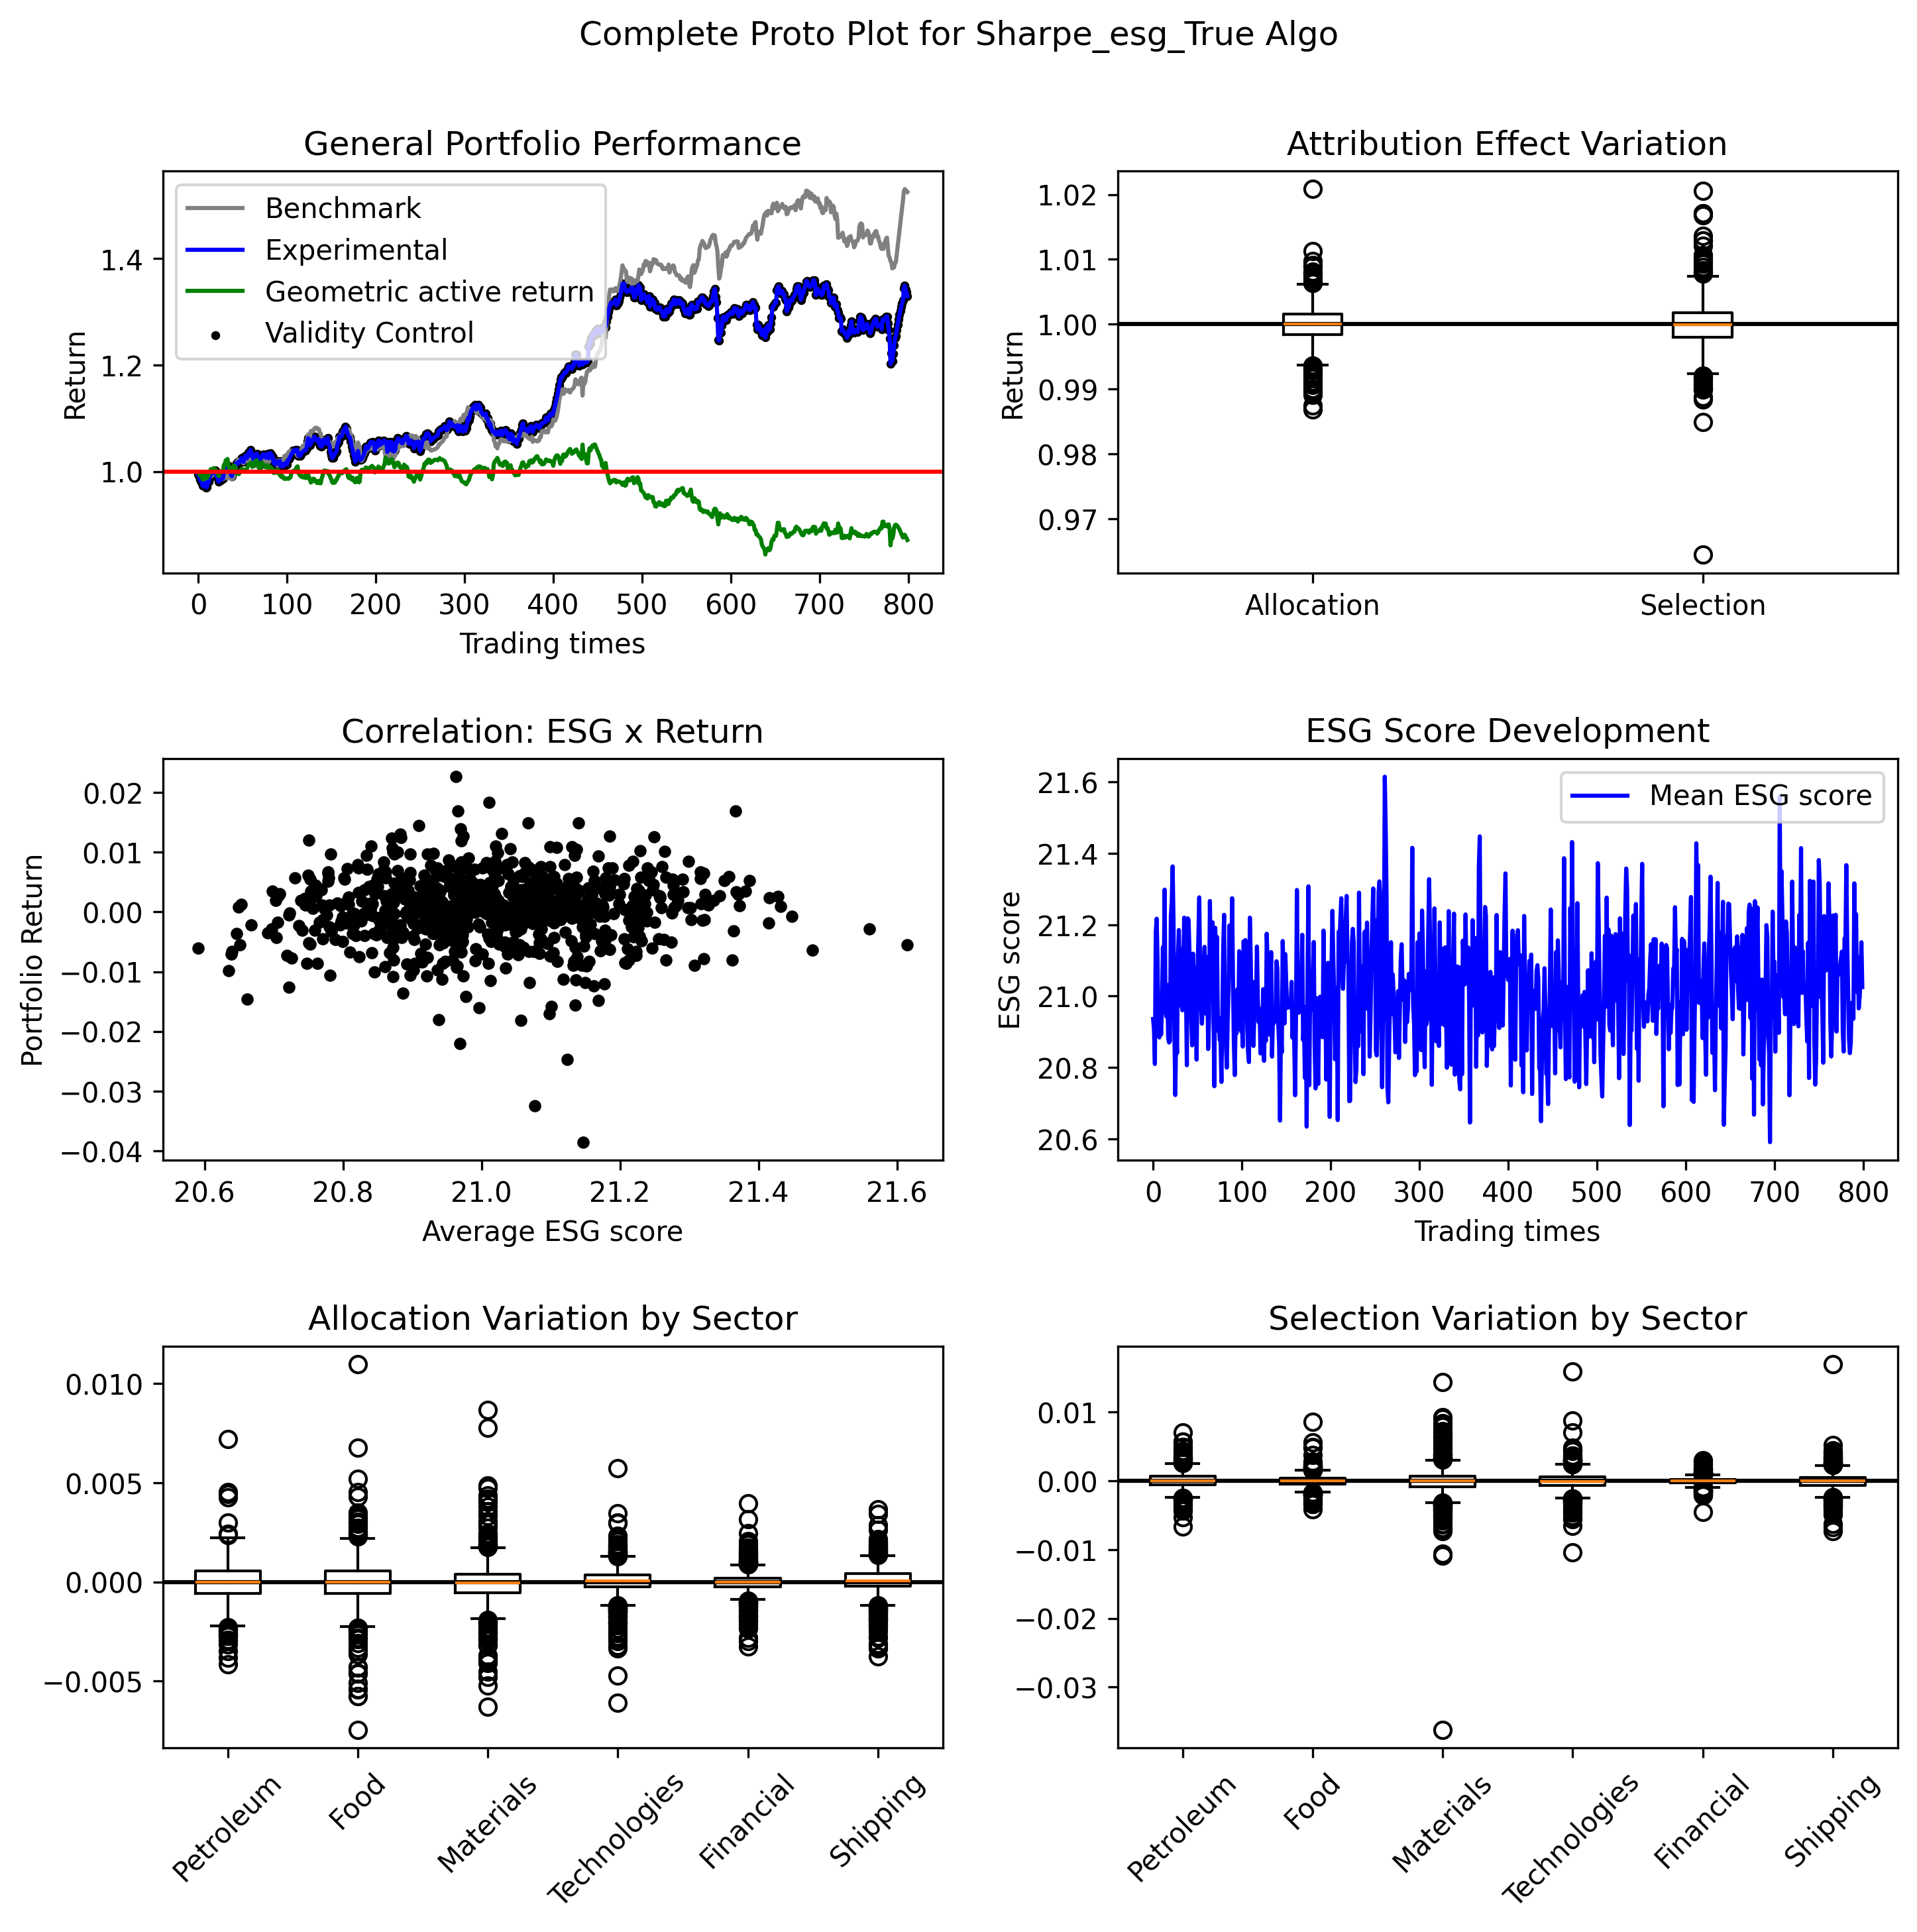 Complete Proto Plot for Sharpe_esg_True Algo
General Portfolio Performance
Benchmark
Experimental
Geometric active return
Validity Control
Return
1.4
1.2
1.0
0 100 200 300 400 500 600 700 800
Trading times
Attribution Effect Variation
Return
1.02
1.01
1.00
0.99
0.98
0.97
Allocation Selection
Correlation: ESG x Return
Portfolio Return
0.02
0.01
0.00
−0.01
−0.02
−0.03
−0.04
20.6 20.8 21.0 21.2 21.4 21.6
Average ESG score
ESG Score Development
Mean ESG score
ESG score
21.6
21.4
21.2
21.0
20.8
20.6
0 100 200 300 400 500 600 700 800
Trading times
Allocation Variation by Sector
0.010
0.005
0.000
−0.005
Petroleum
Food
Materials
Technologies
Financial
Shipping
Selection Variation by Sector
0.01
0.00
−0.01
−0.02
−0.03
Petroleum
Food
Materials
Technologies
Financial
Shipping